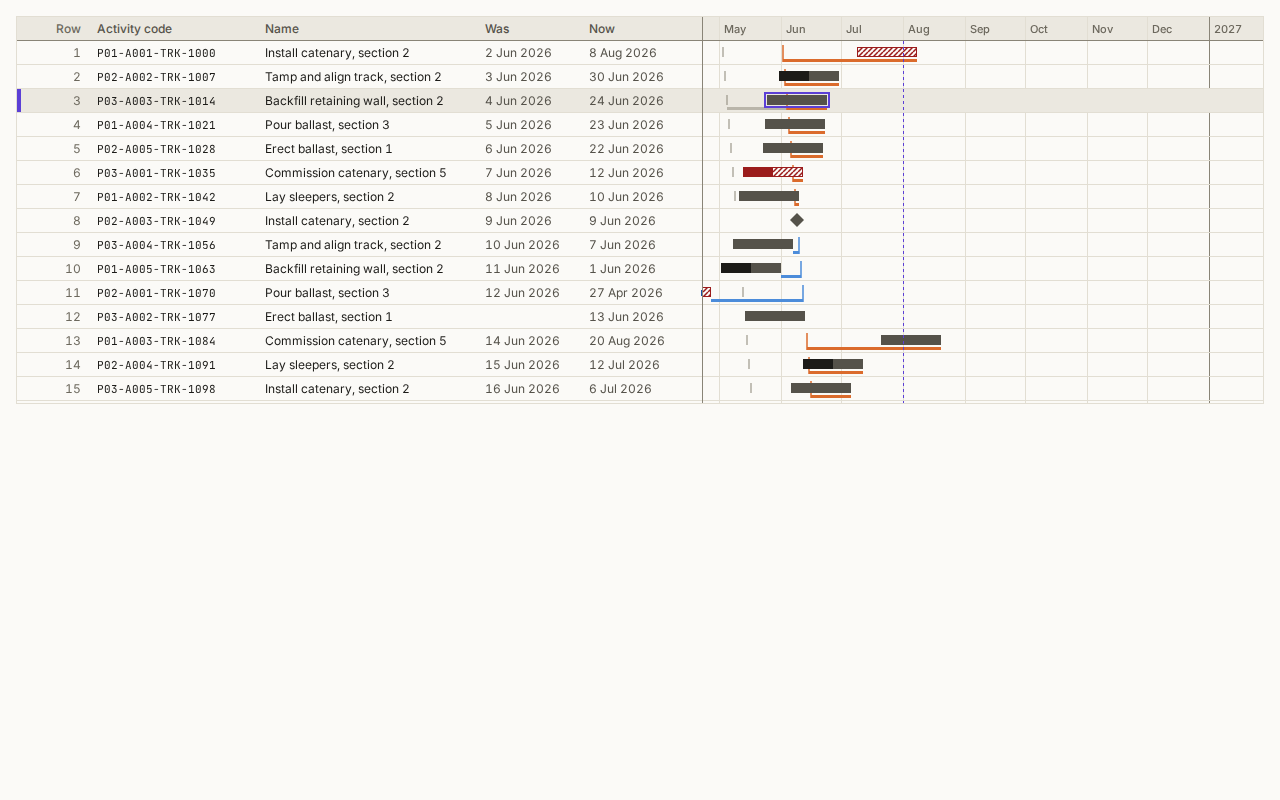 Row Activity code Name Was Now May Jun Jul Aug Sep Oct Nov Dec 2027
1 P01-A001-TRK-1000 Install catenary, section 2 2 Jun 2026 8 Aug 2026
2 P02-A002-TRK-1007 Tamp and align track, section 2 3 Jun 2026 30 Jun 2026
3 P03-A003-TRK-1014 Backfill retaining wall, section 2 4 Jun 2026 24 Jun 2026
4 P01-A004-TRK-1021 Pour ballast, section 3 5 Jun 2026 23 Jun 2026
5 P02-A005-TRK-1028 Erect ballast, section 1 6 Jun 2026 22 Jun 2026
6 P03-A001-TRK-1035 Commission catenary, section 5 7 Jun 2026 12 Jun 2026
7 P01-A002-TRK-1042 Lay sleepers, section 2 8 Jun 2026 10 Jun 2026
8 P02-A003-TRK-1049 Install catenary, section 2 9 Jun 2026 9 Jun 2026
9 P03-A004-TRK-1056 Tamp and align track, section 2 10 Jun 2026 7 Jun 2026
10 P01-A005-TRK-1063 Backfill retaining wall, section 2 11 Jun 2026 1 Jun 2026
11 P02-A001-TRK-1070 Pour ballast, section 3 12 Jun 2026 27 Apr 2026
12 P03-A002-TRK-1077 Erect ballast, section 1 13 Jun 2026
13 P01-A003-TRK-1084 Commission catenary, section 5 14 Jun 2026 20 Aug 2026
14 P02-A004-TRK-1091 Lay sleepers, section 2 15 Jun 2026 12 Jul 2026
15 P03-A005-TRK-1098 Install catenary, section 2 16 Jun 2026 6 Jul 2026